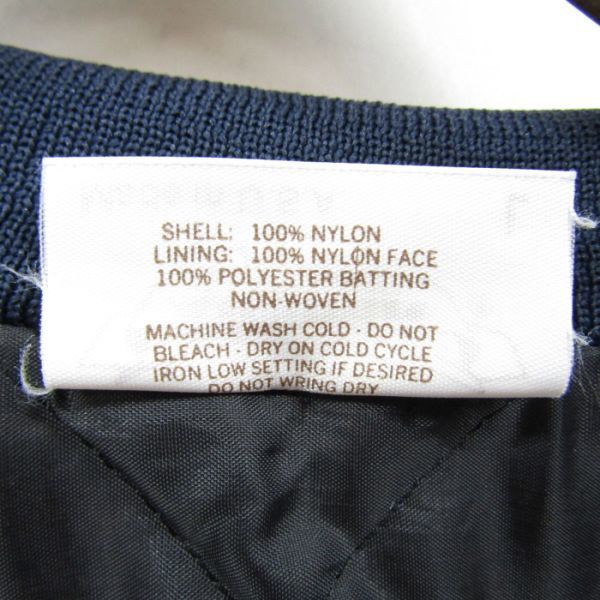 SHELL: 100% NYLON
LINING: 100% NYLON FACE
100% POLYESTER BATTING
NON-WOVEN
MACHINE WASH COLD · DO NOT
BLEACH · DRY ON COLD CYCLE
IRON LOW SETTING IF DESIRED
DO NOT WRING DRY